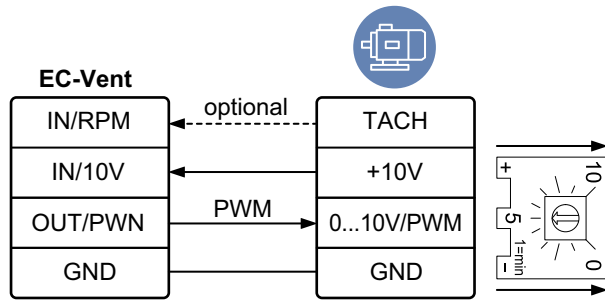 EC-Vent
IN/RPM
optional
TACH
IN/10V
+10V
OUT/PWN
PWM
0...10V/PWM
GND
GND
+
10
5
1=min
-
0